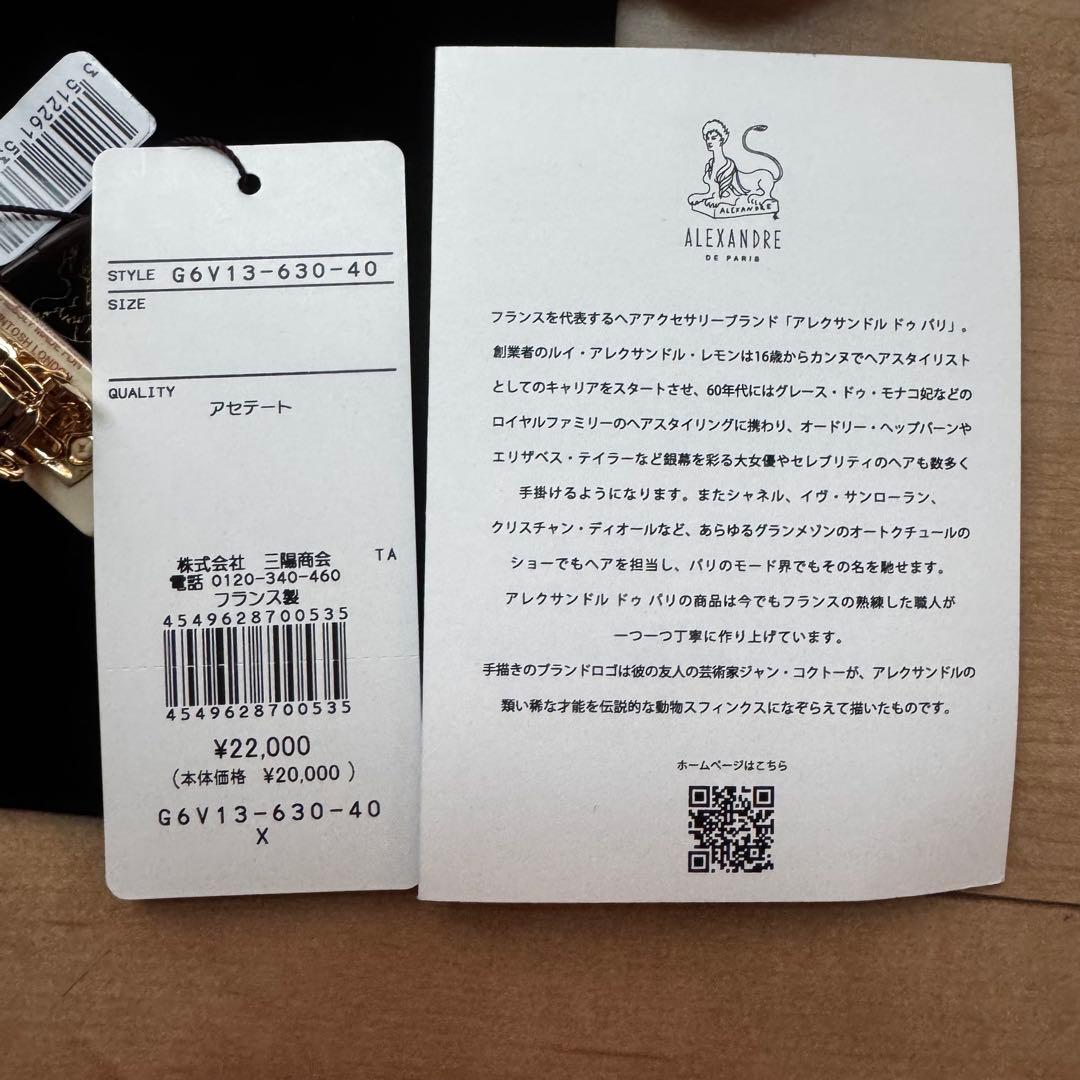 3 512261 53
NTOSH LONDON
STYLE G6V13-630-40
SIZE
QUALITY
アセテート
株式会社 三陽商会 TA
電話 0120-340-460
フランス製
4549628700535
4549628700535
¥22,000
(本体価格 ¥20,000 )
G6V13-630-40
X
ALEXANDRE
ALEXANDRE
DE PARIS
フランスを代表するヘアアクセサリーブランド「アレクサンドル ドゥ パリ」。
創業者のルイ・アレクサンドル・レモンは16歳からカンヌでヘアスタイリスト
としてのキャリアをスタートさせ、60年代にはグレース・ドゥ・モナコ妃などの
ロイヤルファミリーのヘアスタイリングに携わり、オードリー・ヘップバーンや
エリザベス・テイラーなど銀幕を彩る大女優やセレブリティのヘアも数多く
手掛けるようになります。またシャネル、イヴ・サンローラン、
クリスチャン・ディオールなど、あらゆるグランメゾンのオートクチュールの
ショーでもヘアを担当し、パリのモード界でもその名を馳せます。
アレクサンドル ドゥ パリの商品は今でもフランスの熟練した職人が
一つ一つ丁寧に作り上げています。
手描きのブランドロゴは彼の友人の芸術家ジャン・コクトーが、アレクサンドルの
類い稀な才能を伝説的な動物スフィンクスになぞらえて描いたものです。
ホームページはこちら